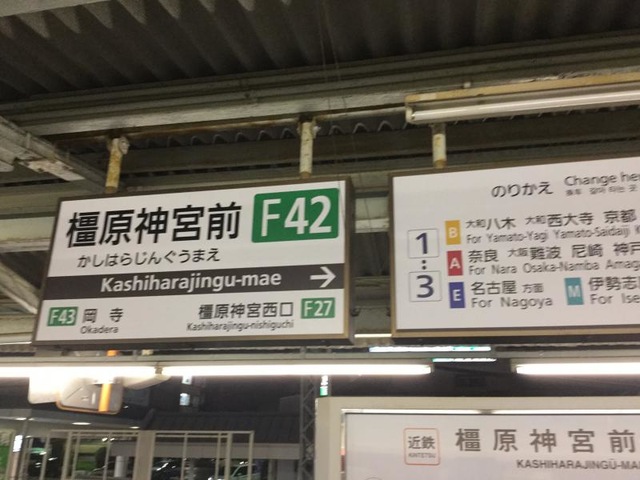 橿原神宮前 F42
かしはらじんぐうまえ
Kashiharajingu-mae →
F43 岡寺
Okadera
橿原神宮西口 F27
Kashiharajingu-nishiguchi
のりかえ Change
1
:
3
B 大和八木 大和西大寺 京都
For Yamato-Yagi Yamato-Saidaiji
A 奈良 大阪難波 尼崎 神戸
For Nara Osaka-Namba
E 名古屋 方面
For Nagoya
M 伊勢志
For Ise
近鉄
KINTETSU
橿原神宮前
KASHIHARAJINGŪ-MA